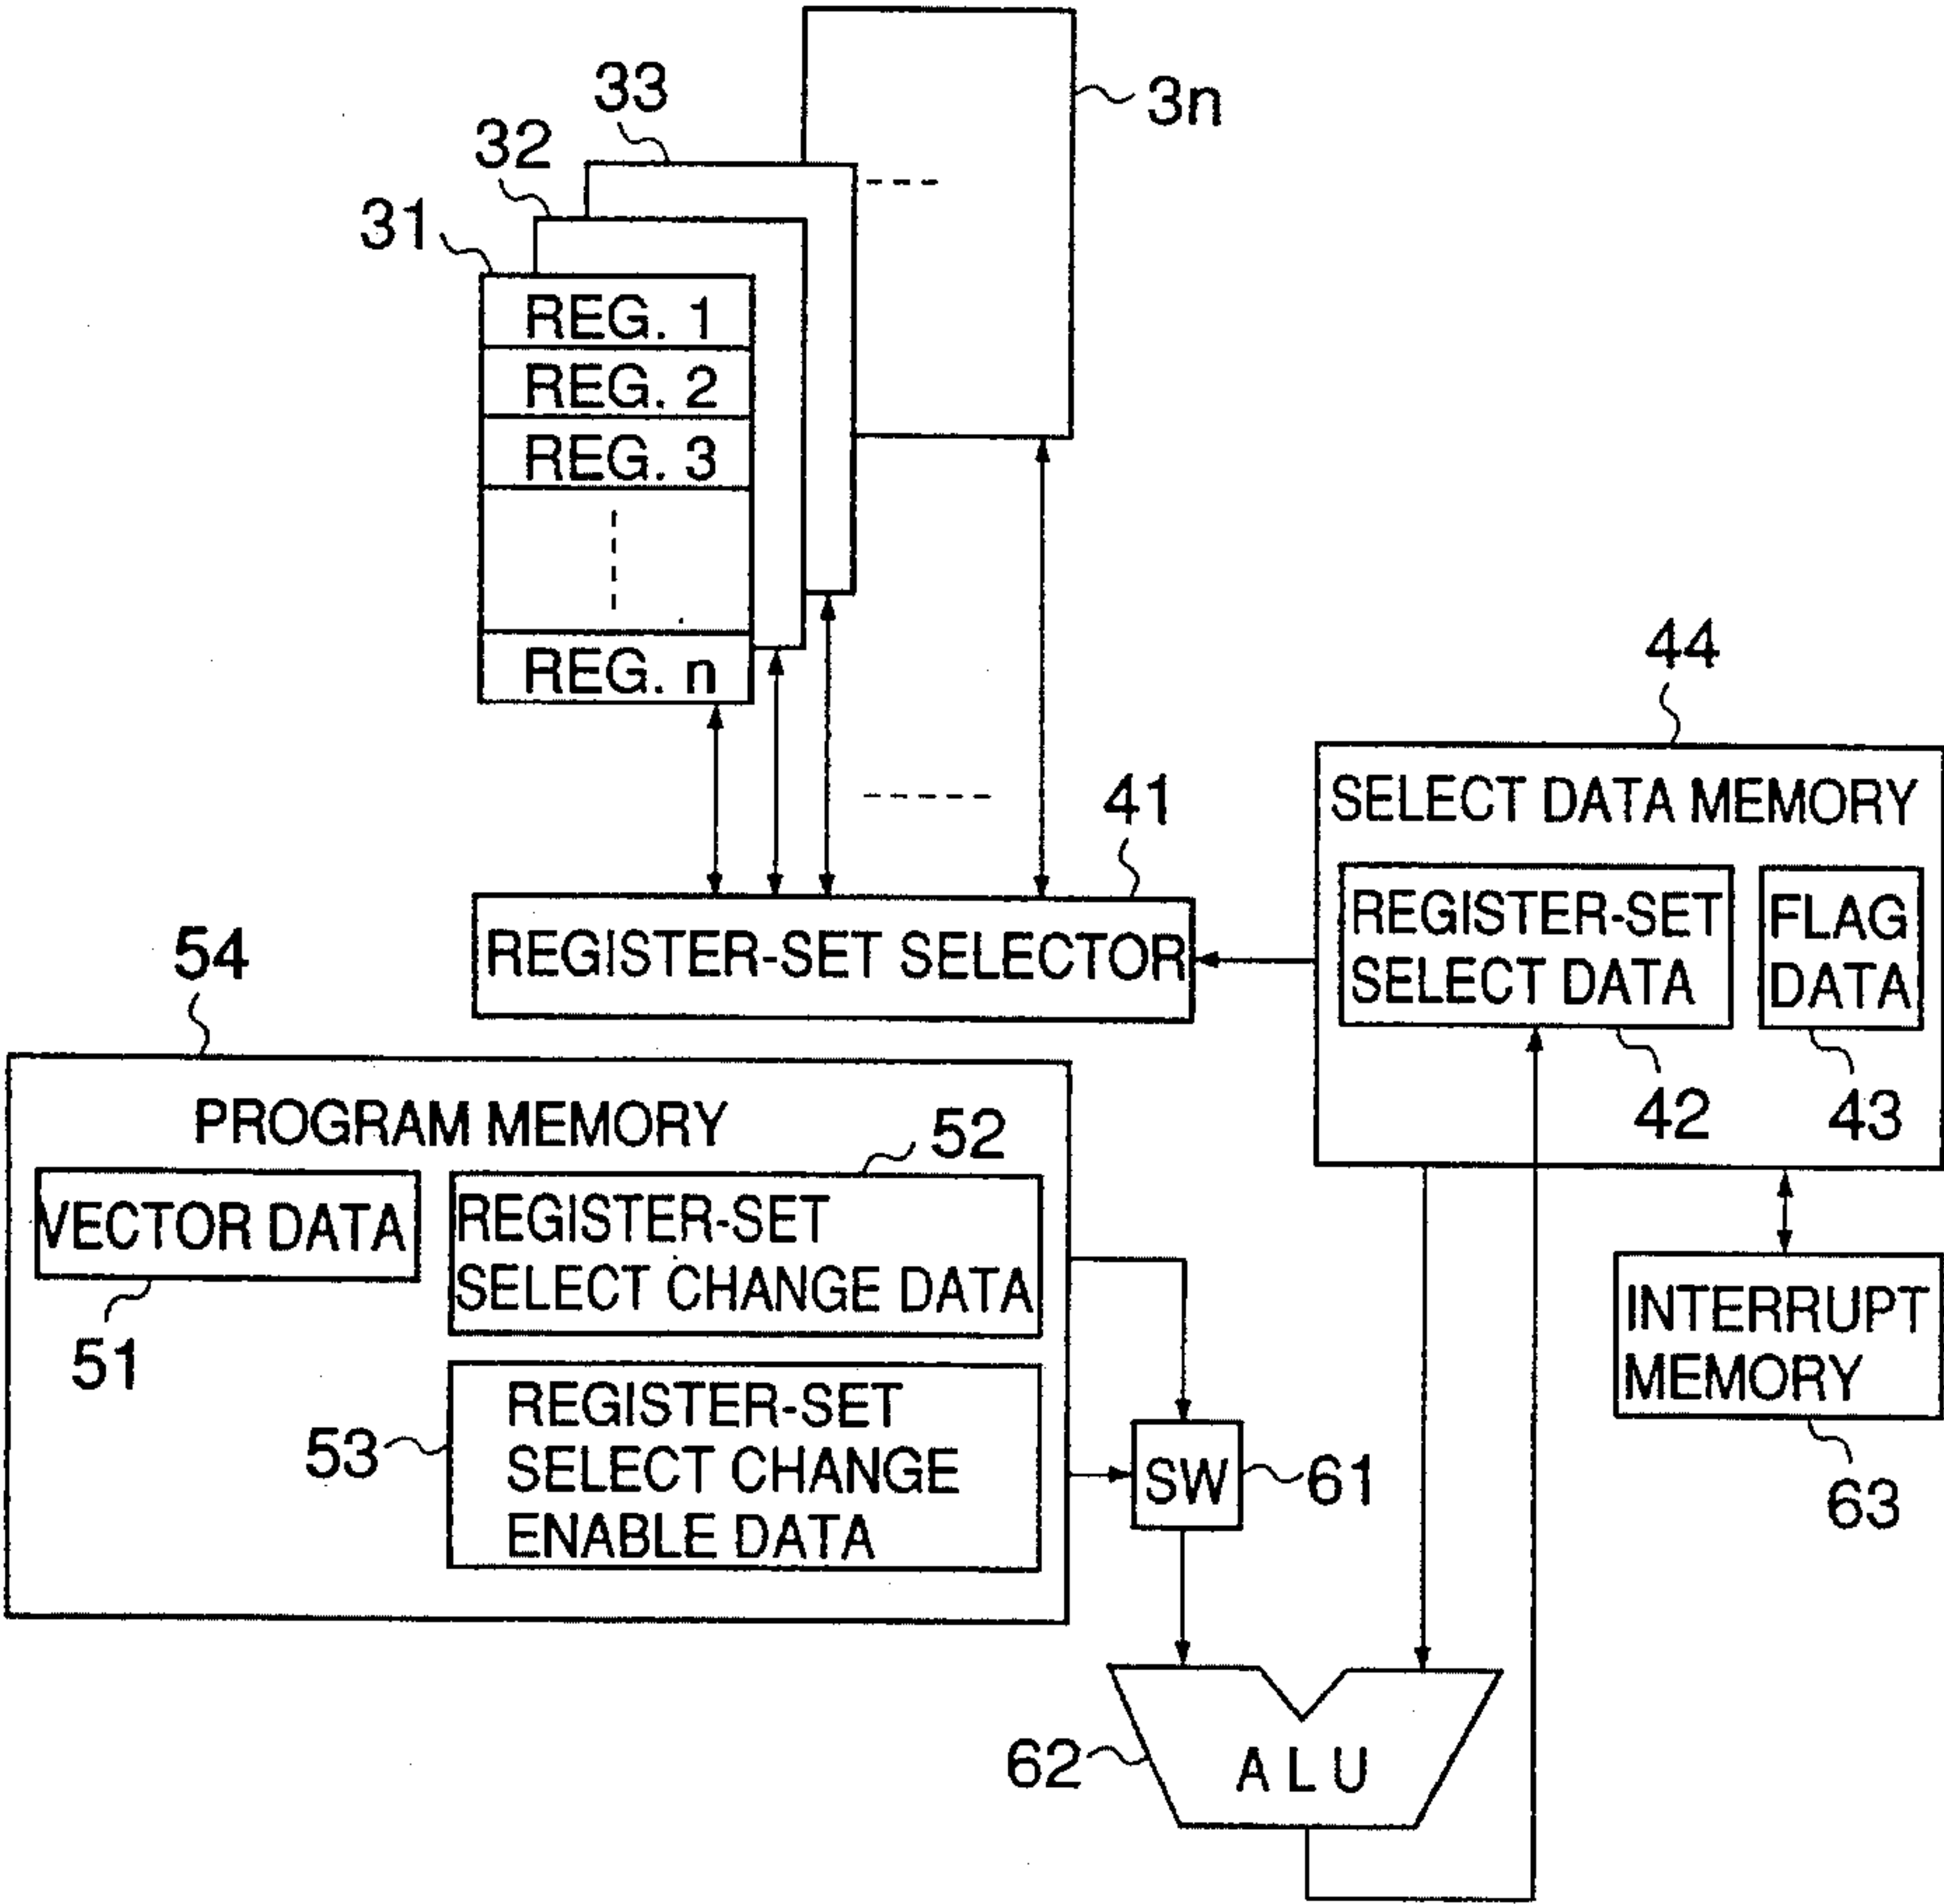 3n
33
32
31
REG. 1
REG. 2
REG. 3
REG. n
44
SELECT DATA MEMORY
41
REGISTER-SET
SELECT DATA
FLAG
DATA
REGISTER-SET SELECTOR
54
42
43
PROGRAM MEMORY
52
VECTOR DATA
REGISTER-SET
SELECT CHANGE DATA
51
INTERRUPT
MEMORY
53
REGISTER-SET
SELECT CHANGE
ENABLE DATA
SW
61
63
62
ALU